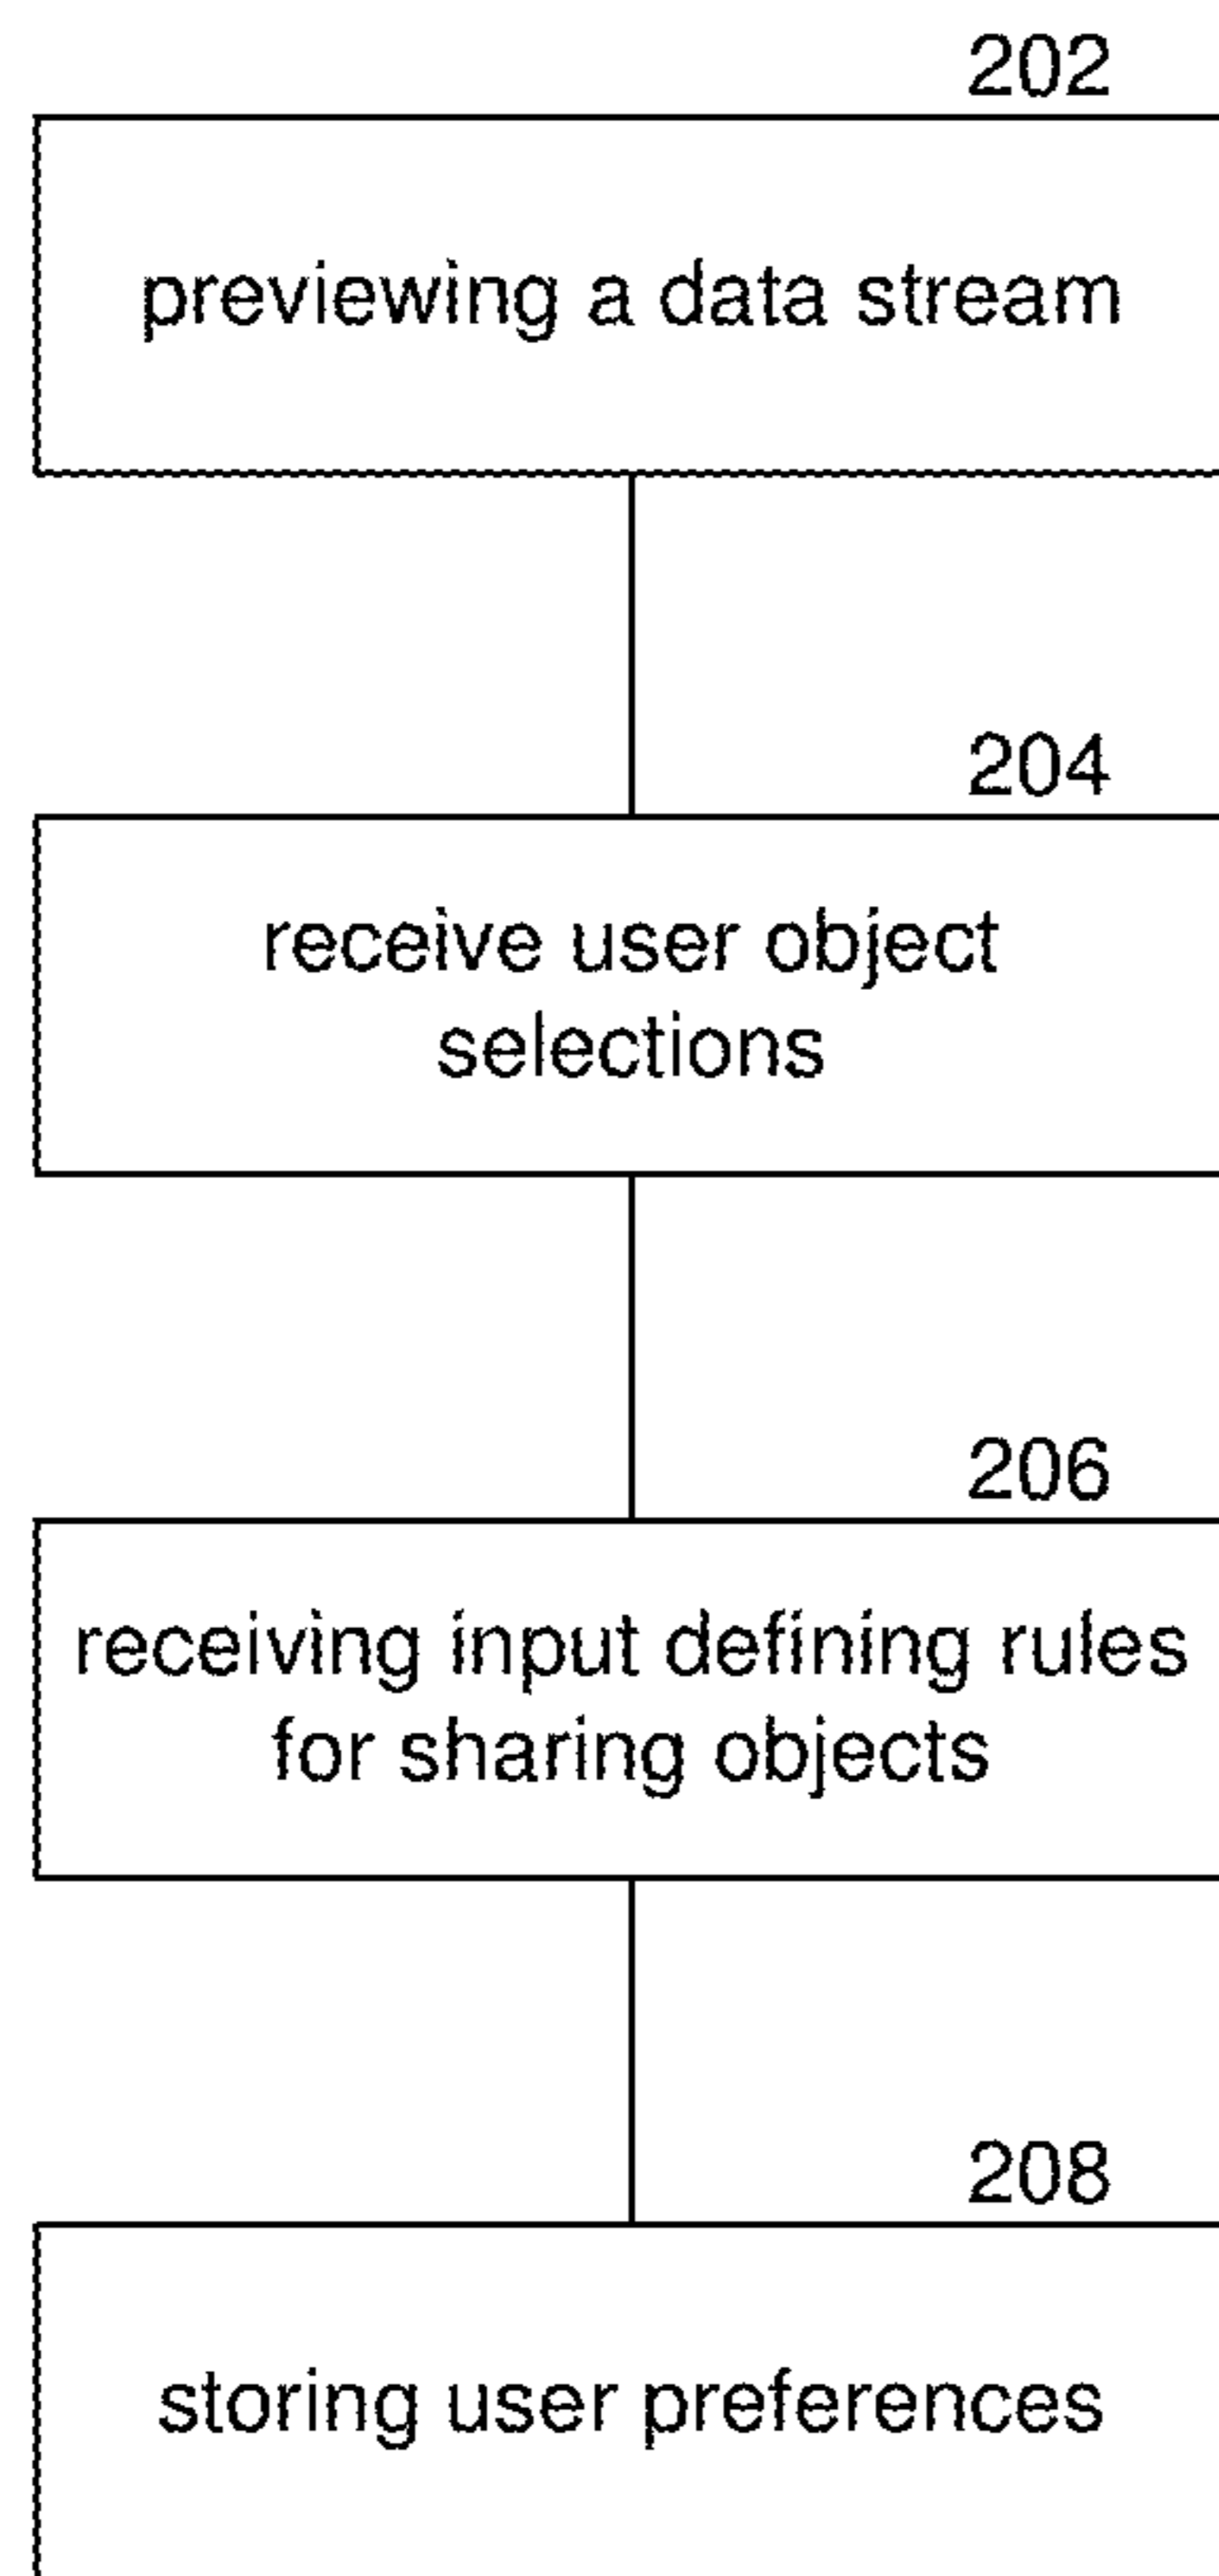 202
previewing a data stream
204
receive user object
selections
206
receiving input defining rules
for sharing objects
208
storing user preferences